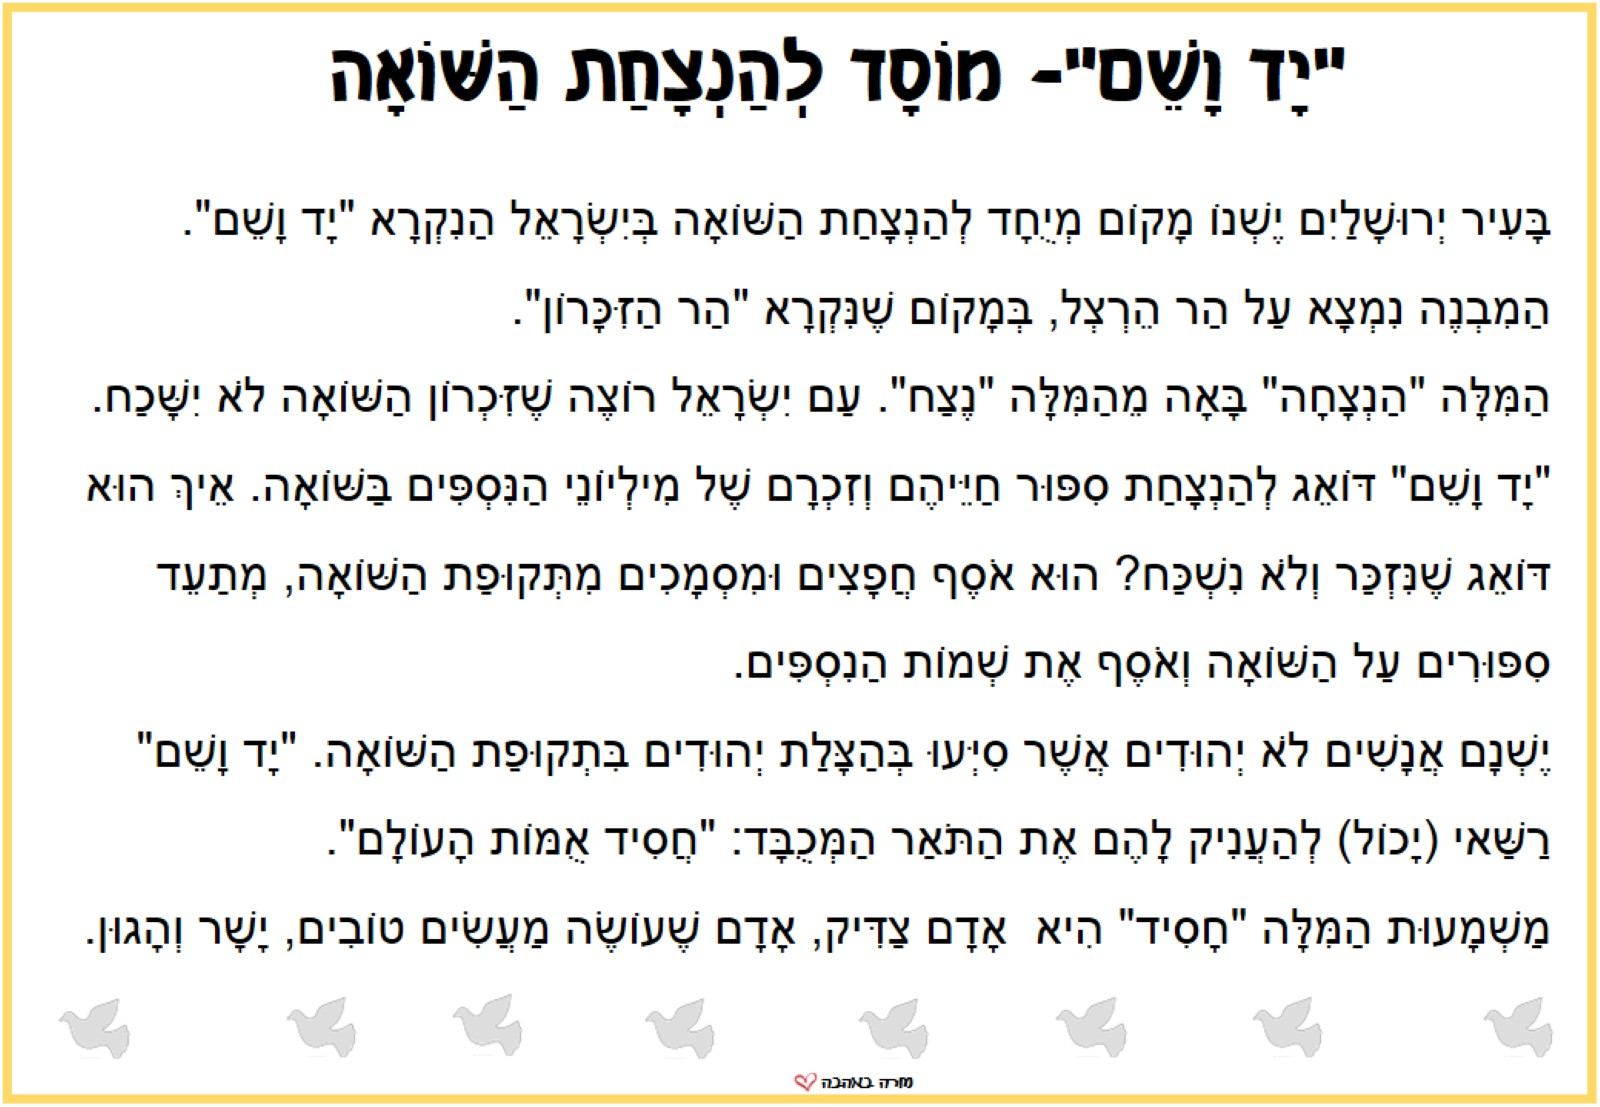 "יָד וָשֵׁם"- מוֹסָד לְהַנְצָחַת הַשּׁוֹאָה
בָּעִיר יְרוּשָׁלַיִם יֶשְׁנוֹ מָקוֹם מְיֻחָד לְהַנְצָחַת הַשּׁוֹאָה בְּיִשְׂרָאֵל הַנִקְרָא "יָד וָשֵׁם".
הַמִבְנֶה נִמְצָא עַל הַר הֵרְצְל, בְּמָקוֹם שֶׁנִּקְרָא "הַר הַזִּכָּרוֹן".
הַמִּלָּה "הַנְצָחָה" בָּאָה מֵהַמִּלָּה "נֶצַח". עַם יִשְׂרָאֵל רוֹצֶה שֶׁזִּכְרוֹן הַשּׁוֹאָה לֹא יִשָּׁכַח.
"יָד וָשֵׁם" דּוֹאֵג לְהַנְצָחַת סִפּוּר חַיֵּיהֶם וְזִכְרָם שֶׁל מִילְיוֹנֵי הַנִּסְפִּים בַּשּׁוֹאָה. אֵיךְ הוּא
דּוֹאֵג שֶׁנִּזְכַּר וְלֹא נִשְׁכַּח? הוּא אֹסֶף חֲפָצִים וּמִסְמָכִים מִתְּקוּפַת הַשּׁוֹאָה, מְתַעֵד
סִפּוּרִים עַל הַשּׁוֹאָה וְאֹסֶף אֶת שְׁמוֹת הַנִסְפִּים.
יֶשְׁנָם אֲנָשִׁים לֹא יְהוּדִים אֲשֶׁר סִיְּעוּ בְּהַצָּלַת יְהוּדִים בִּתְקוּפַת הַשּׁוֹאָה. "יָד וָשֵׁם"
רַשַּׁאי (יָכוֹל) לְהַעֲנִיק לָהֶם אֶת הַתֹּאַר הַמְּכֻבָּד: "חֲסִיד אֻמּוֹת הָעוֹלָם".
מַשְׁמָעוּת הַמִּלָּה "חָסִיד" הִיא אָדָם צַדִּיק, אָדָם שֶׁעוֹשֶׂה מַעֲשִׂים טוֹבִים, יָשָׁר וְהָגוּן.
מורה באהבה